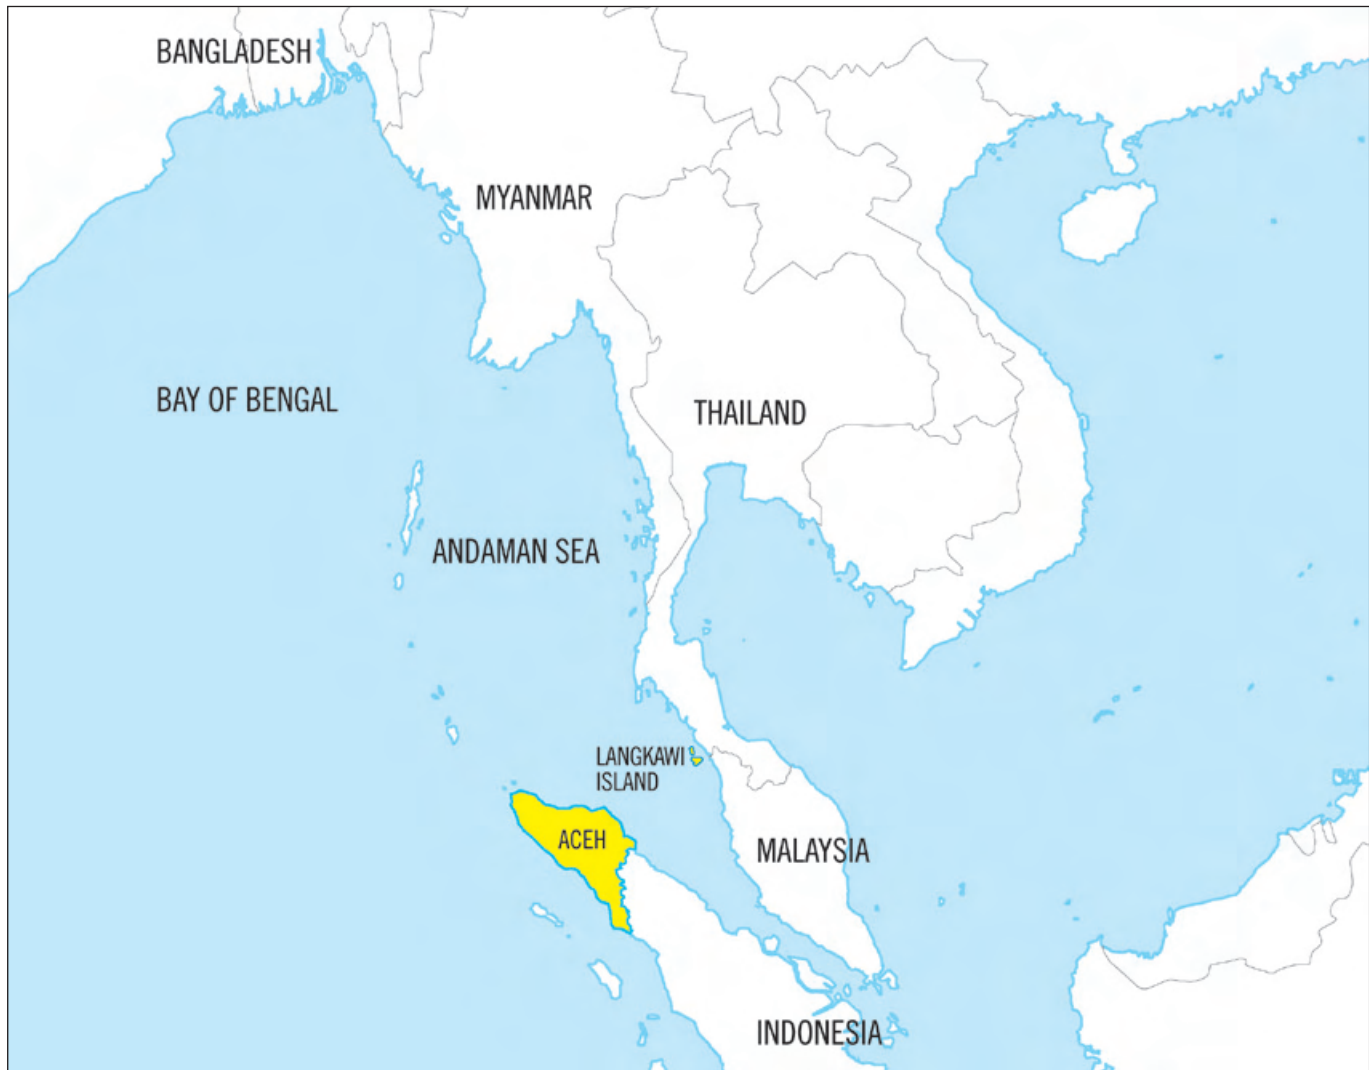 BANGLADESH
MYANMAR
BAY OF BENGAL
THAILAND
ANDAMAN SEA
LANGKAWI
ISLAND
ACEH
MALAYSIA
INDONESIA